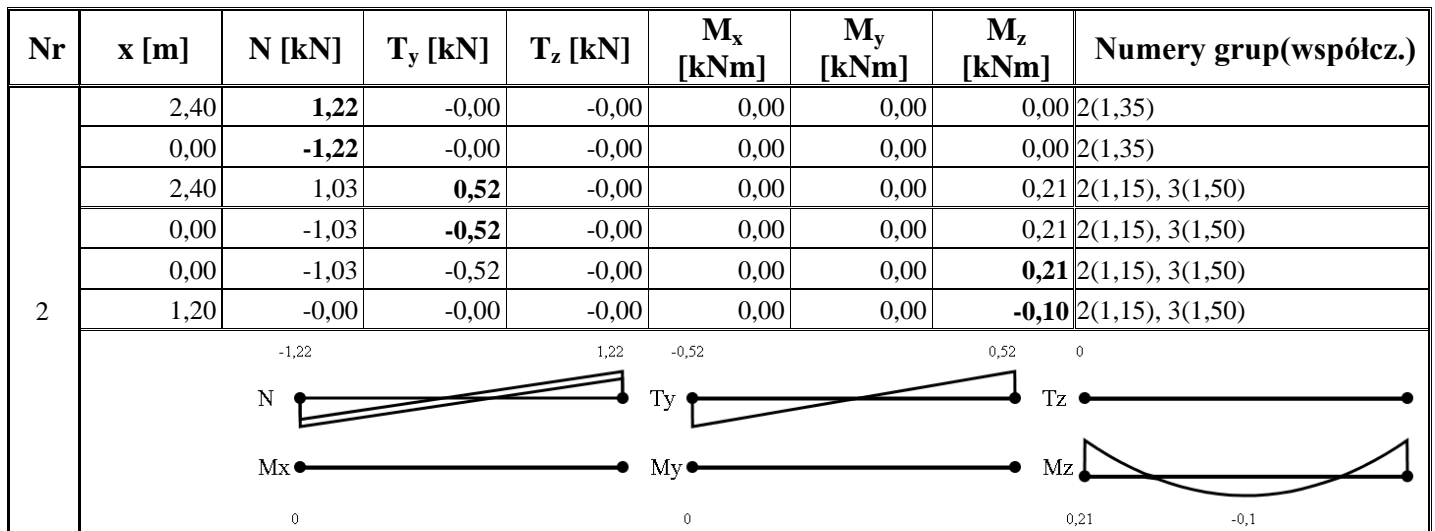 Nr x [m] N [kN] Ty [kN] Tz [kN] Mx [kNm] My [kNm] Mz [kNm] Numery grup(współcz.)
2,40 1,22 -0,00 -0,00 0,00 0,00 0,00 2(1,35)
0,00 -1,22 -0,00 -0,00 0,00 0,00 0,00 2(1,35)
2,40 1,03 0,52 -0,00 0,00 0,00 0,21 2(1,15), 3(1,50)
0,00 -1,03 -0,52 -0,00 0,00 0,00 0,21 2(1,15), 3(1,50)
0,00 -1,03 -0,52 -0,00 0,00 0,00 0,21 2(1,15), 3(1,50)
2 1,20 -0,00 -0,00 -0,00 0,00 0,00 -0,10 2(1,15), 3(1,50)
-1,22 1,22 -0,52 0,52 0
N Ty Tz
Mx My Mz
0 0 0,21 -0,1